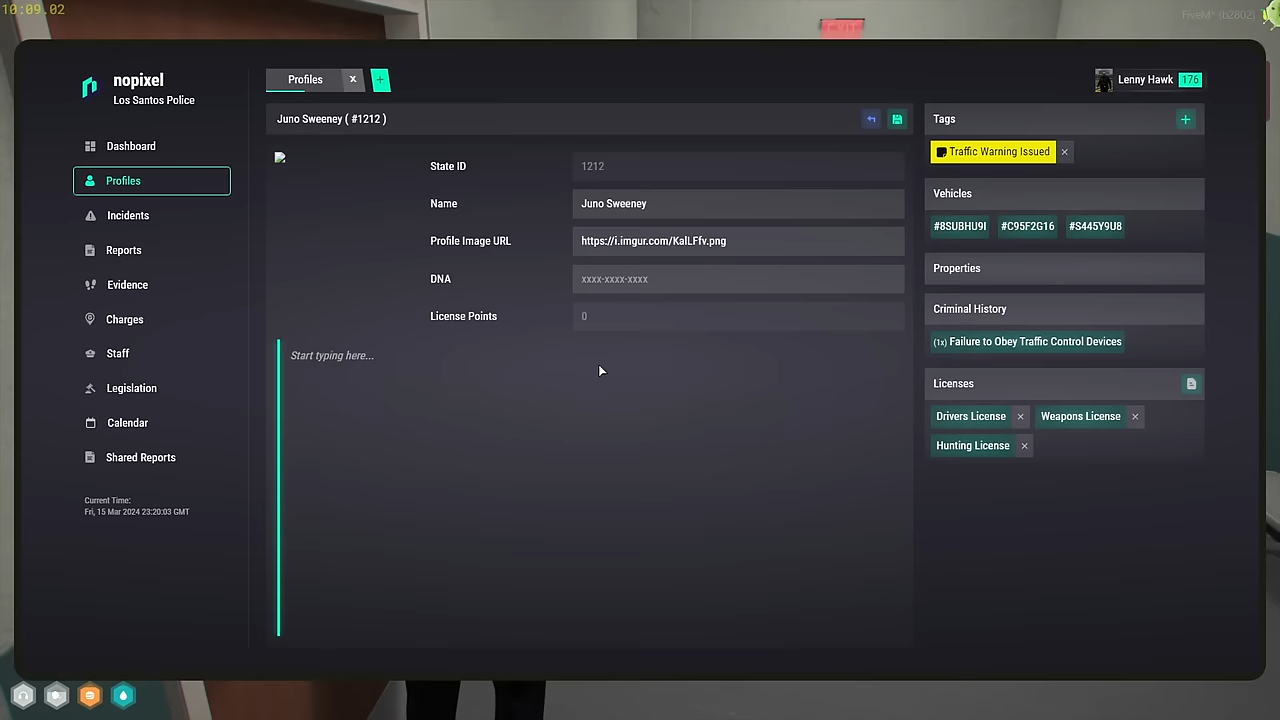 10:09.02
FiveM* (b2802)
EXIT
nopixel
Los Santos Police
Profiles x +
Lenny Hawk 176
Dashboard
Profiles
Incidents
Reports
Evidence
Charges
Staff
Legislation
Calendar
Shared Reports
Current Time:
Fri, 15 Mar 2024 23:20:03 GMT
Juno Sweeney ( #1212 )
State ID 1212
Name Juno Sweeney
Profile Image URL https://i.imgur.com/KalLFfv.png
DNA xxxx-xxxx-xxxx
License Points 0
Start typing here...
Tags +
Traffic Warning Issued x
Vehicles
#8SUBHU9I #C95F2G16 #S445Y9U8
Properties
Criminal History
(1x) Failure to Obey Traffic Control Devices
Licenses
Drivers License x Weapons License x
Hunting License x